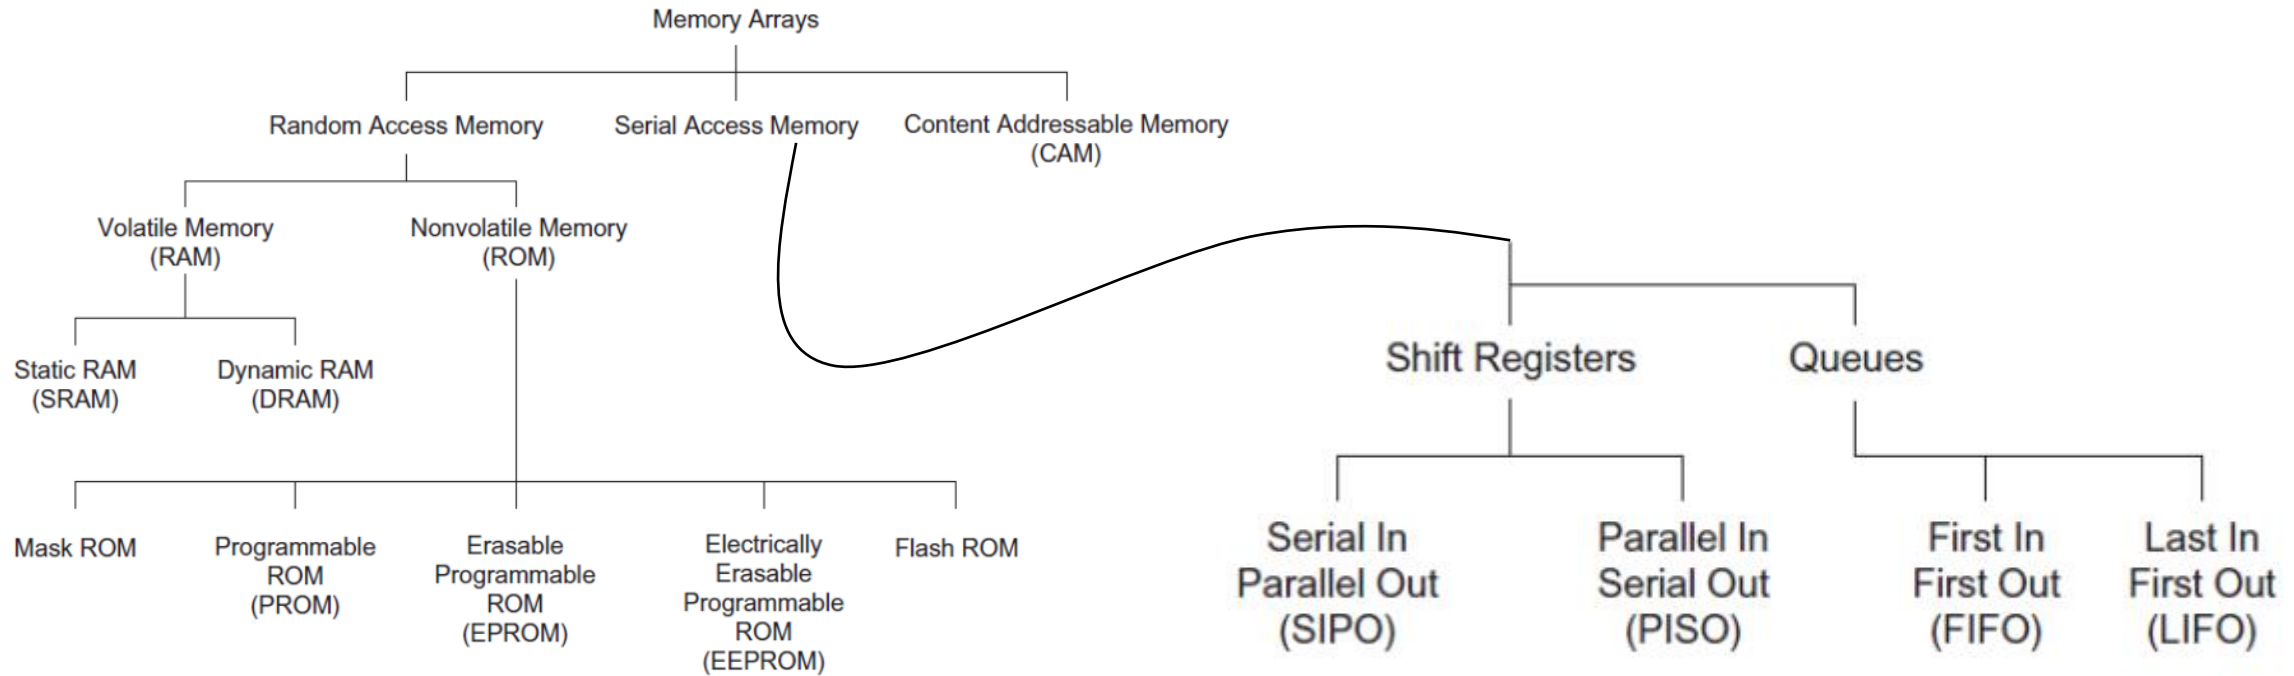 Memory Arrays
Random Access Memory
Serial Access Memory
Content Addressable Memory
(CAM)
Volatile Memory
(RAM)
Nonvolatile Memory
(ROM)
Static RAM
(SRAM)
Dynamic RAM
(DRAM)
Mask ROM
Programmable
ROM
(PROM)
Erasable
Programmable
ROM
(EPROM)
Electrically
Erasable
Programmable
ROM
(EEPROM)
Flash ROM
Shift Registers
Queues
Serial In
Parallel Out
(SIPO)
Parallel In
Serial Out
(PISO)
First In
First Out
(FIFO)
Last In
First Out
(LIFO)